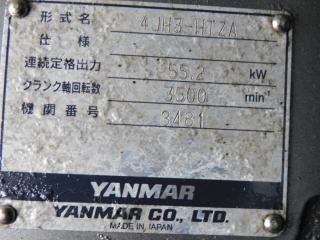 形式名 4JH3-HTZA
仕様
連続定格出力 55.2 kW
クランク軸回転数 3500 min⁻¹
機関番号 3481
YANMAR
YANMAR CO., LTD.
MADE IN JAPAN